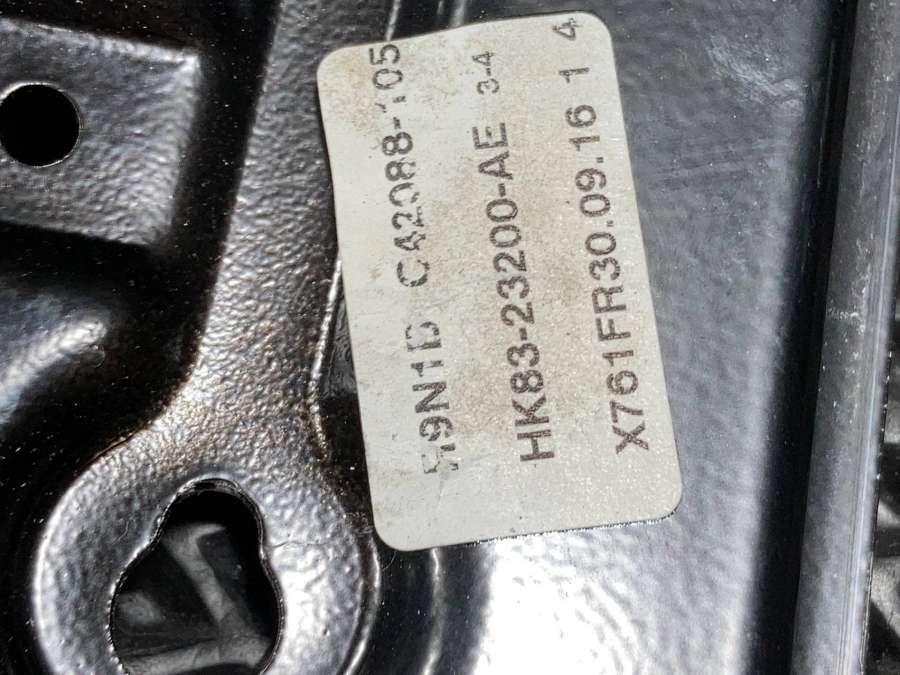 C42088-105
HK83-23200-AE 3-4
X761FR30.09.16 1 4